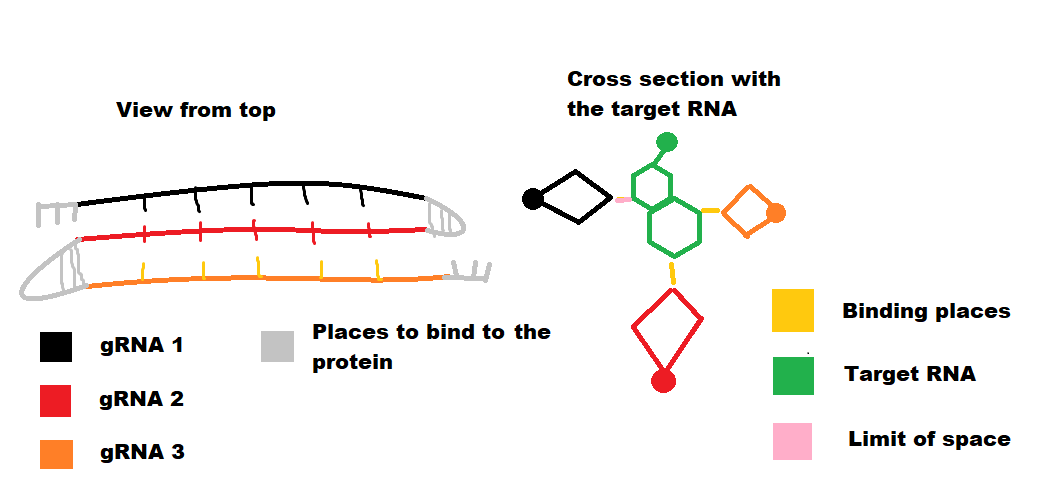 Cross section with
the target RNA
View from top
gRNA 1
gRNA 2
gRNA 3
Places to bind to the
protein
Binding places
Target RNA
Limit of space